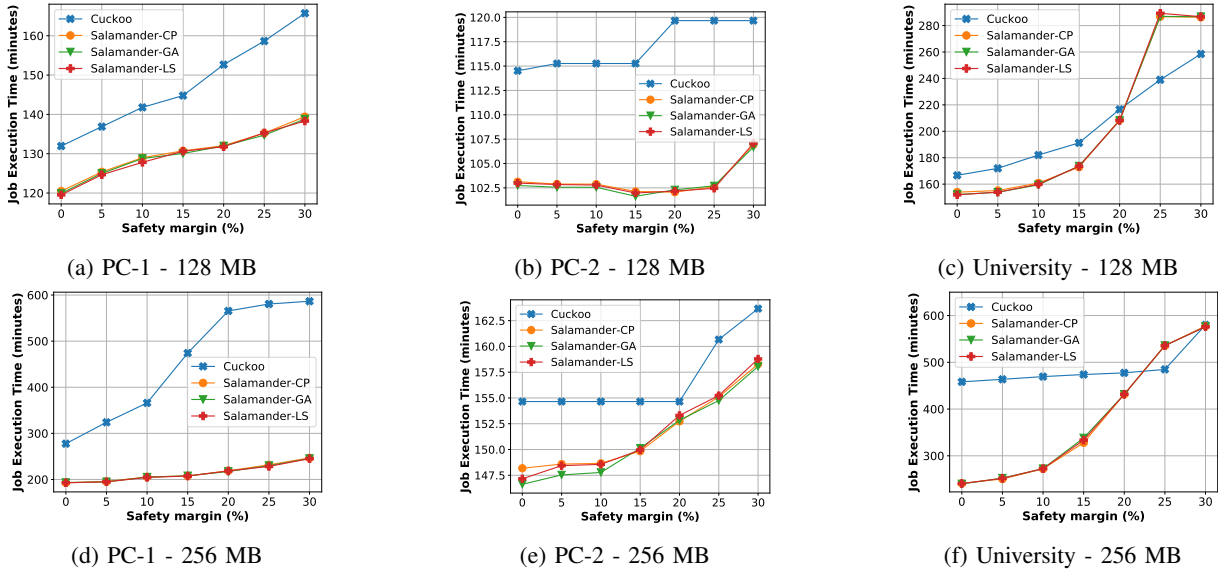 Job Execution Time (minutes)
160
150
140
130
120
Cuckoo
Salamander-CP
Salamander-GA
Salamander-LS
0 5 10 15 20 25 30
Safety margin (%)
(a) PC-1 - 128 MB
Job Execution Time (minutes)
120.0
117.5
115.0
112.5
110.0
107.5
105.0
102.5
Cuckoo
Salamander-CP
Salamander-GA
Salamander-LS
0 5 10 15 20 25 30
Safety margin (%)
(b) PC-2 - 128 MB
Job Execution Time (minutes)
280
260
240
220
200
180
160
Cuckoo
Salamander-CP
Salamander-GA
Salamander-LS
0 5 10 15 20 25 30
Safety margin (%)
(c) University - 128 MB
Job Execution Time (minutes)
600
500
400
300
200
Cuckoo
Salamander-CP
Salamander-GA
Salamander-LS
0 5 10 15 20 25 30
Safety margin (%)
(d) PC-1 - 256 MB
Job Execution Time (minutes)
162.5
160.0
157.5
155.0
152.5
150.0
147.5
Cuckoo
Salamander-CP
Salamander-GA
Salamander-LS
0 5 10 15 20 25 30
Safety margin (%)
(e) PC-2 - 256 MB
Job Execution Time (minutes)
600
500
400
300
Cuckoo
Salamander-CP
Salamander-GA
Salamander-LS
0 5 10 15 20 25 30
Safety margin (%)
(f) University - 256 MB